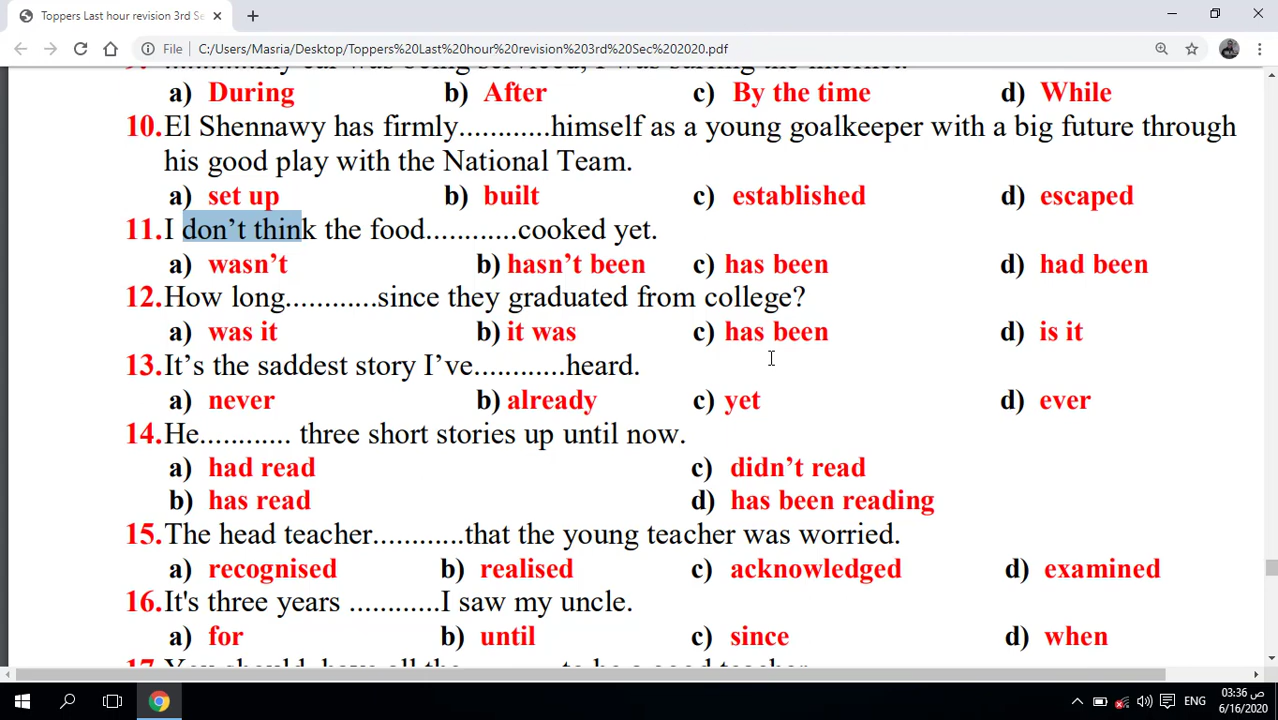 Toppers Last hour revision 3rd Se
File C:/Users/Masria/Desktop/Toppers%20Last%20hour%20revision%203rd%20Sec%202020.pdf
a) During b) After c) By the time d) While
10. El Shennawy has firmly............himself as a young goalkeeper with a big future through
his good play with the National Team.
a) set up b) built c) established d) escaped
11. I don’t think the food............cooked yet.
a) wasn’t b) hasn’t been c) has been d) had been
12. How long............since they graduated from college?
a) was it b) it was c) has been d) is it
13. It’s the saddest story I’ve............heard.
a) never b) already c) yet d) ever
14. He............ three short stories up until now.
a) had read c) didn’t read
b) has read d) has been reading
15. The head teacher............that the young teacher was worried.
a) recognised b) realised c) acknowledged d) examined
16. It's three years ............I saw my uncle.
a) for b) until c) since d) when
ENG
03:36 ص
6/16/2020